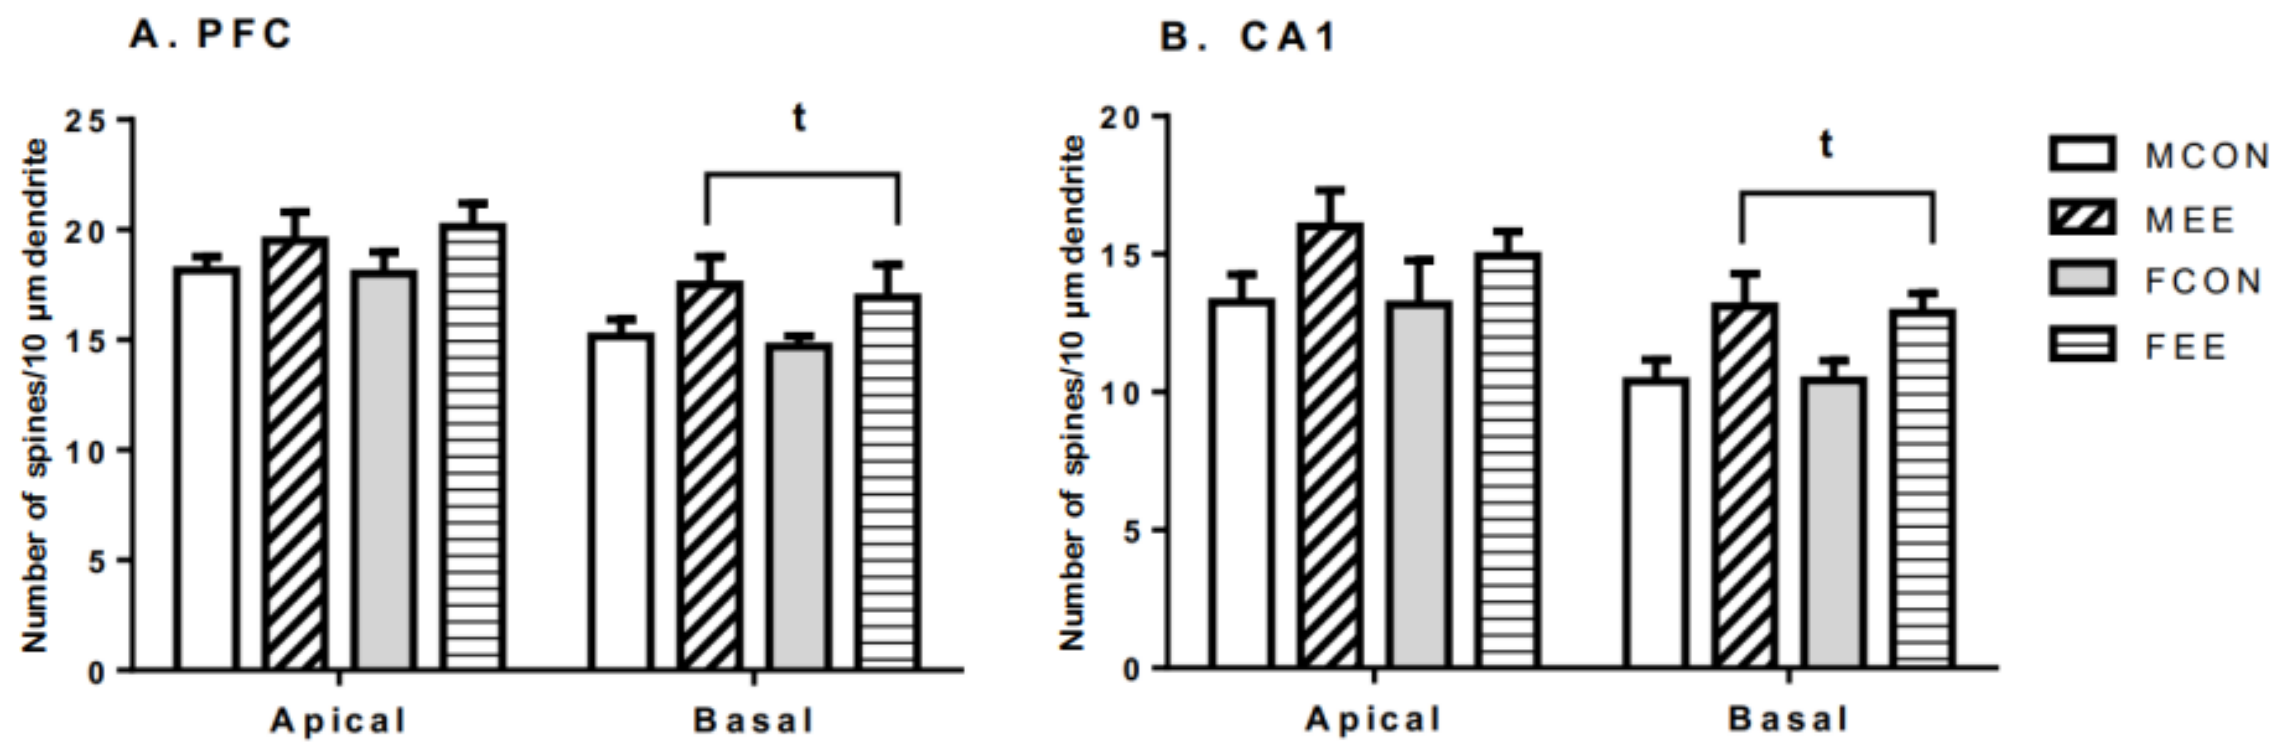 A. PFC
Number of spines/10 µm dendrite
25
20
15
10
5
0
t
Apical
Basal
B. CA1
Number of spines/10 µm dendrite
20
15
10
5
0
t
Apical
Basal
MCON
MEE
FCON
FEE